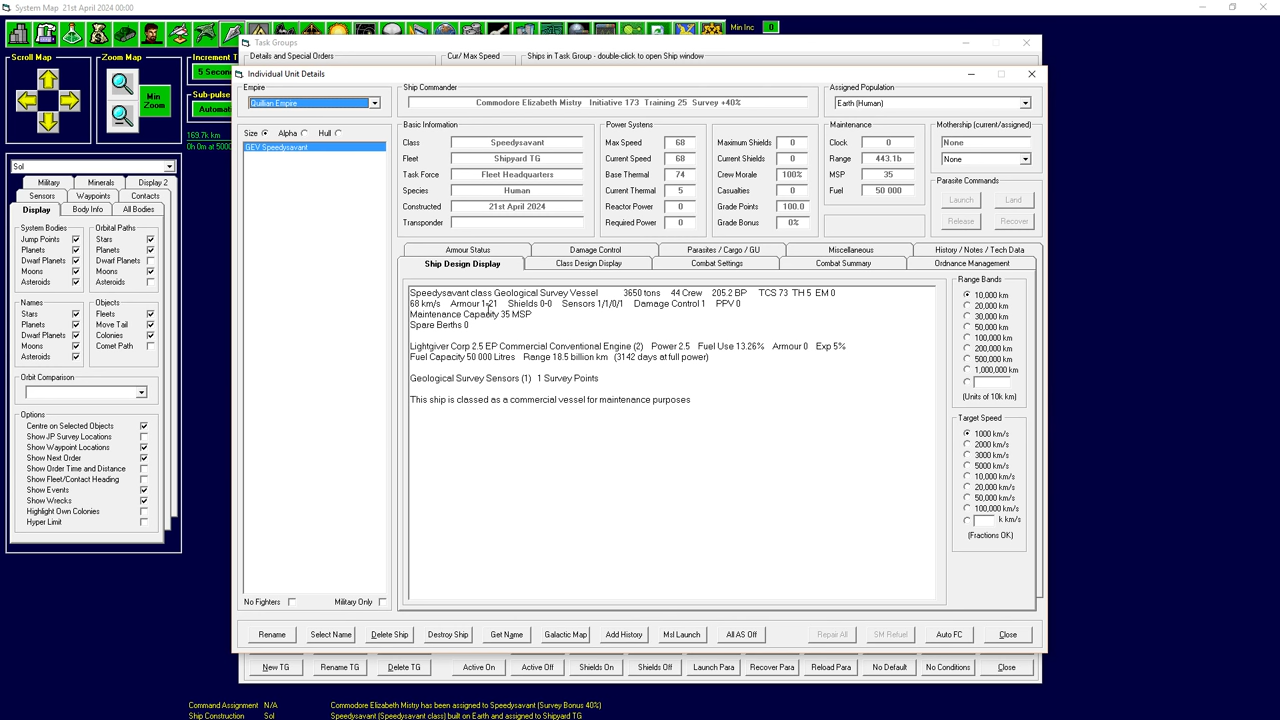 System Map 21st April 2024 00:00
Min Inc 0
Task Groups
Details and Special Orders Cur/ Max Speed Ships in Task Group - double-click to open Ship window
Scroll Map
Zoom Map
Min
Zoom
Increment T
5 Secon
Sub-pulse
Automat
169.7k km
0h 0m at 5000
Sol
Military Minerals Display 2
Sensors Waypoints Contacts
Display Body Info All Bodies
System Bodies Orbital Paths
Jump Points Stars
Planets Planets
Dwarf Planets Dwarf Planets
Moons Moons
Asteroids Asteroids
Names Objects
Stars Fleets
Planets Move Tail
Dwarf Planets Colonies
Moons Comet Path
Asteroids
Orbit Comparison
Options
Centre on Selected Objects
Show JP Survey Locations
Show Waypoint Locations
Show Next Order
Show Order Time and Distance
Show Fleet/Contact Heading
Show Events
Show Wrecks
Highlight Own Colonies
Hyper Limit
Individual Unit Details
Empire
Quillian Empire
Size Alpha Hull
GEV Speedysavant
No Fighters Military Only
Ship Commander
Commodore Elizabeth Mistry Initiative 173 Training 25 Survey +40%
Assigned Population
Earth (Human)
Basic Information
Class Speedysavant
Fleet Shipyard TG
Task Force Fleet Headquarters
Species Human
Constructed 21st April 2024
Transponder
Power Systems
Max Speed 68
Current Speed 68
Base Thermal 74
Current Thermal 5
Reactor Power 0
Required Power 0
Maximum Shields 0
Current Shields 0
Crew Morale 100%
Casualties 0
Grade Points 100.0
Grade Bonus 0%
Maintenance
Clock 0
Range 443.1b
MSP 35
Fuel 50 000
Mothership (current/assigned)
None
None
Parasite Commands
Launch Land
Release Recover
Armour Status Damage Control Parasites / Cargo / GU Miscellaneous History / Notes / Tech Data
Ship Design Display Class Design Display Combat Settings Combat Summary Ordnance Management
Speedysavant class Geological Survey Vessel 3650 tons 44 Crew 205.2 BP TCS 73 TH 5 EM 0
68 km/s Armour 1-21 Shields 0-0 Sensors 1/1/0/1 Damage Control 1 PPV 0
Maintenance Capacity 35 MSP
Spare Berths 0
Lightgiver Corp 2.5 EP Commercial Conventional Engine (2) Power 2.5 Fuel Use 13.26% Armour 0 Exp 5%
Fuel Capacity 50 000 Litres Range 18.5 billion km (3142 days at full power)
Geological Survey Sensors (1) 1 Survey Points
This ship is classed as a commercial vessel for maintenance purposes
Range Bands
10,000 km
20,000 km
30,000 km
50,000 km
100,000 km
200,000 km
500,000 km
1,000,000 km
(Units of 10k km)
Target Speed
1000 km/s
2000 km/s
3000 km/s
5000 km/s
10,000 km/s
20,000 km/s
50,000 km/s
100,000 km/s
k km/s
(Fractions OK)
Rename Select Name Delete Ship Destroy Ship Get Name Galactic Map Add History Msl Launch All AS Off Repair All SM Refuel Auto FC Close
New TG Rename TG Delete TG Active On Active Off Shields On Shields Off Launch Para Recover Para Reload Para No Default No Conditions Close
Command Assignment N/A Commodore Elizabeth Mistry has been assigned to Speedysavant (Survey Bonus 40%)
Ship Construction Sol Speedysavant (Speedysavant class) built on Earth and assigned to Shipyard TG